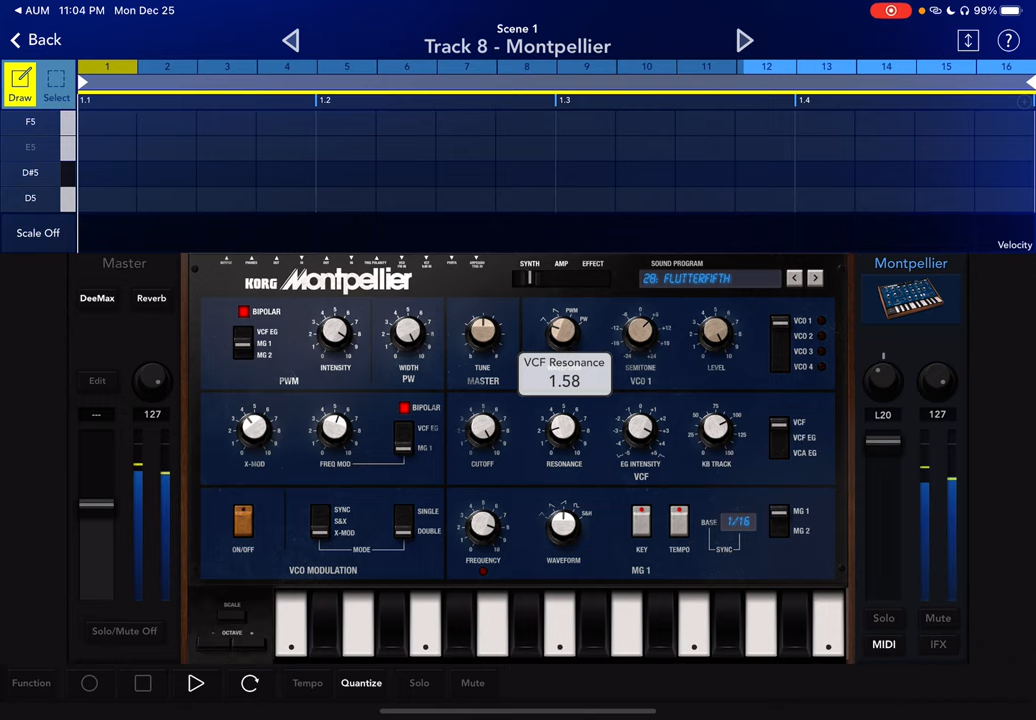 ◀ AUM 11:04 PM Mon Dec 25
99%
Scene 1
Back
Track 8 - Montpellier
?
1 2 3 4 5 6 7 8 9 10 11 12 13 14 15 16
Draw Select
1.1 1.2 1.3 1.4
F5
E5
D#5
D5
Scale Off
Velocity
Master
Montpellier
DeeMax Reverb
SYNTH AMP EFFECT SOUND PROGRAM
KORG Montpellier
28: FLUTTERFIFTH
BIPOLAR
VCF EG
MG 1
MG 2
INTENSITY
WIDTH
PWM
PW
TUNE
MASTER
PWM
PW
VCF Resonance
1.58
SEMITONE
VCO 1
LEVEL
VCO 1
VCO 2
VCO 3
VCO 4
Edit
--- 127
L20 127
BIPOLAR
VCF EG
MG 1
X-MOD FREQ MOD
CUTOFF RESONANCE EG INTENSITY KB TRACK
VCF
VCF
VCF EG
VCA EG
ON/OFF
SYNC
S&X
X-MOD
SINGLE
DOUBLE
MODE
VCO MODULATION
FREQUENCY WAVEFORM
S&H
KEY TEMPO
BASE 1/16
SYNC
MG 1
MG 1
MG 2
SCALE
- OCTAVE +
Solo/Mute Off
Solo Mute
MIDI IFX
Function Tempo Quantize Solo Mute